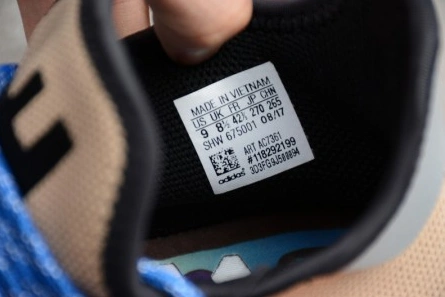 MADE IN VIETNAM
US UK FR JP CHN
9 8½ 42⅔ 270 265
SHW 675001 08/17
ART AC7361
#118292199
adidas